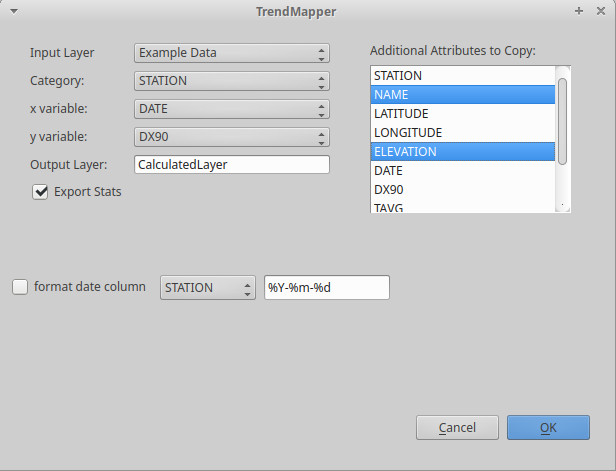 TrendMapper
Input Layer
Example Data
Category:
STATION
x variable:
DATE
y variable:
DX90
Output Layer:
CalculatedLayer
Export Stats
Additional Attributes to Copy:
STATION
NAME
LATITUDE
LONGITUDE
ELEVATION
DATE
DX90
TAVG
format date column
STATION
%Y-%m-%d
Cancel
OK